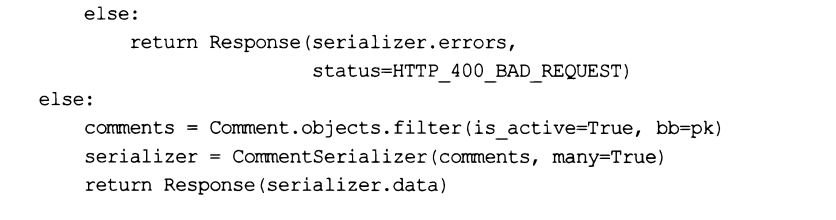 else:
        return Response(serializer.errors,
                        status=HTTP_400_BAD_REQUEST)
else:
    comments = Comment.objects.filter(is_active=True, bb=pk)
    serializer = CommentSerializer(comments, many=True)
    return Response(serializer.data)